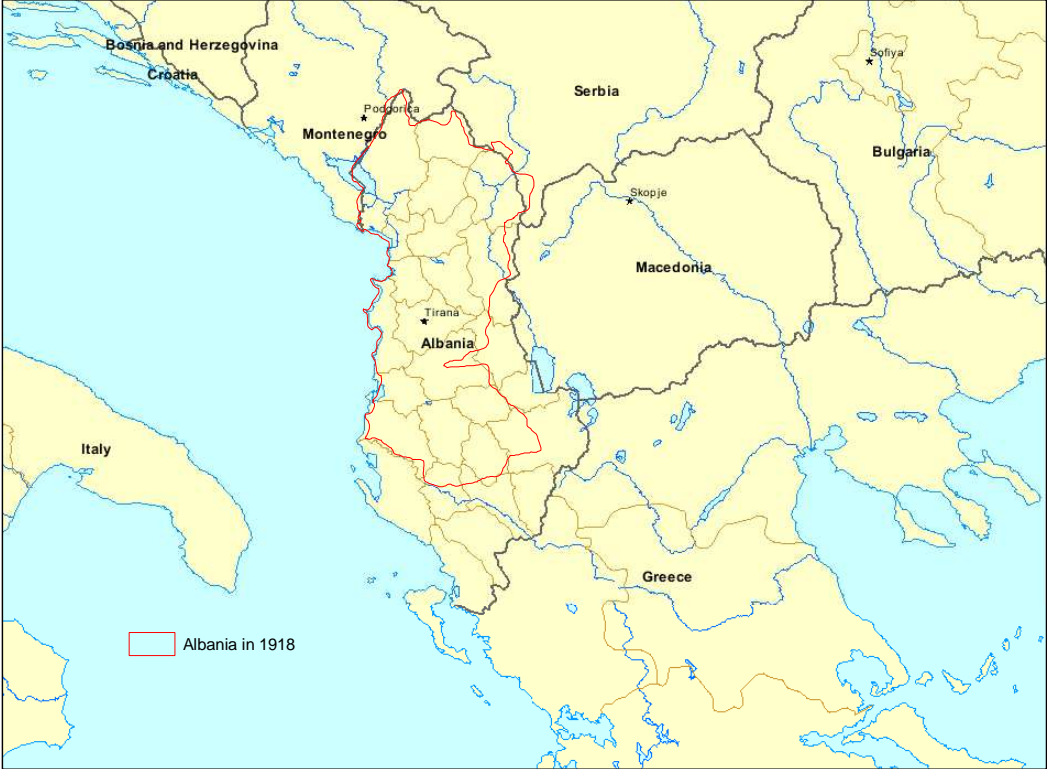 Bosnia and Herzegovina
Croatia
Sofiya
Serbia
Podgorica
Montenegro
Bulgaria
Skopje
Macedonia
Tirana
Albania
Italy
Greece
Albania in 1918